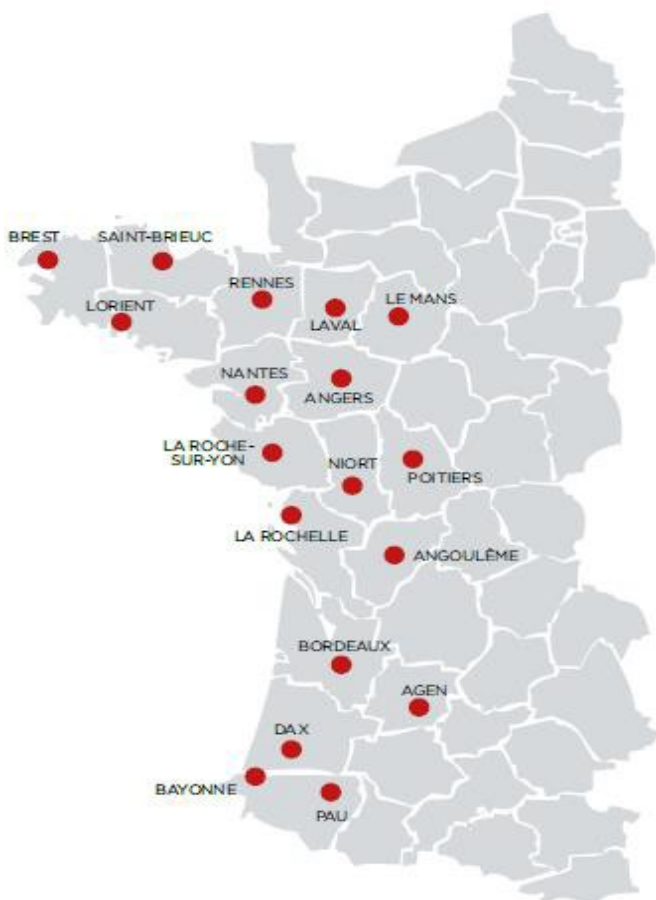 BREST
SAINT-BRIEUC
RENNES
LORIENT
LAVAL
LE MANS
NANTES
ANGERS
LA ROCHE-
SUR-YON
NIORT
POITIERS
LA ROCHELLE
ANGOULÊME
BORDEAUX
AGEN
DAX
BAYONNE
PAU